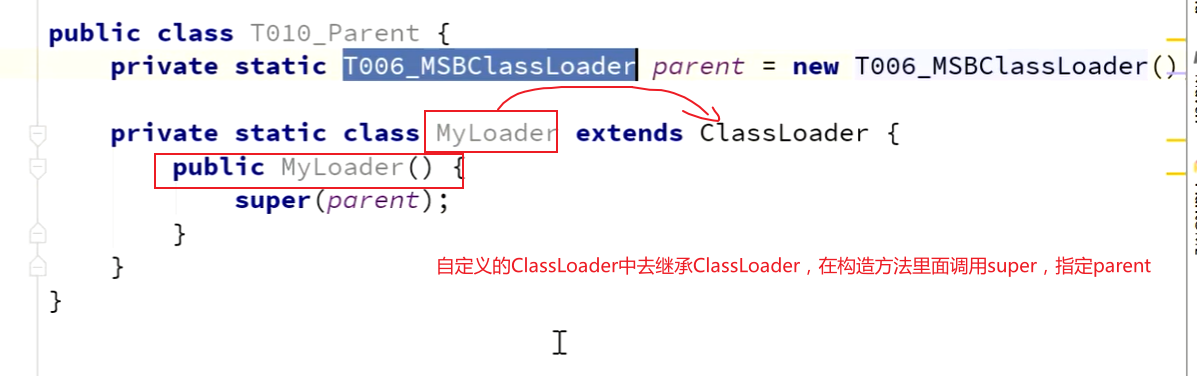 public class T010_Parent {
private static T006_MSBClassLoader parent = new T006_MSBClassLoader()
private static class MyLoader extends ClassLoader {
public MyLoader() {
super(parent);
}
}
自定义的ClassLoader中去继承ClassLoader，在构造方法里面调用super，指定parent
}